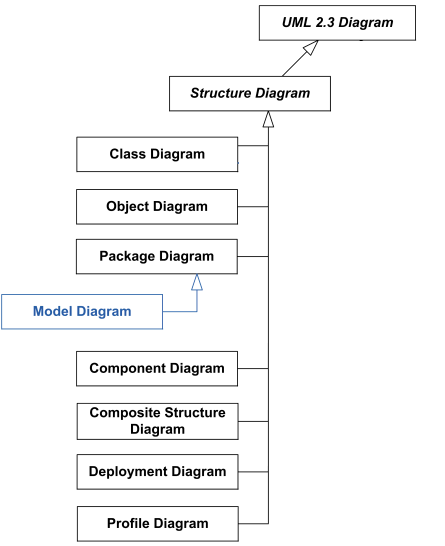 UML 2.3 Diagram
Structure Diagram
Class Diagram
Object Diagram
Package Diagram
Model Diagram
Component Diagram
Composite Structure
Diagram
Deployment Diagram
Profile Diagram